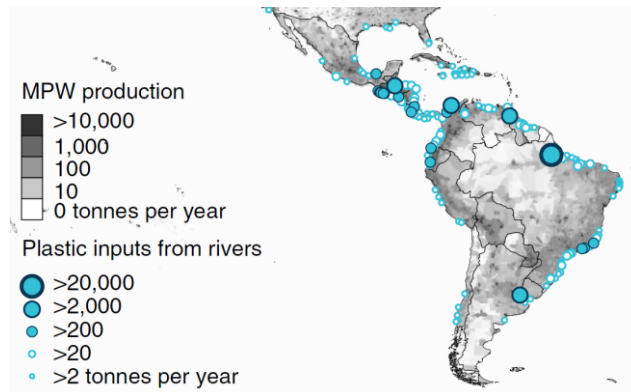 MPW production
>10,000
1,000
100
10
0 tonnes per year
Plastic inputs from rivers
>20,000
>2,000
>200
>20
>2 tonnes per year